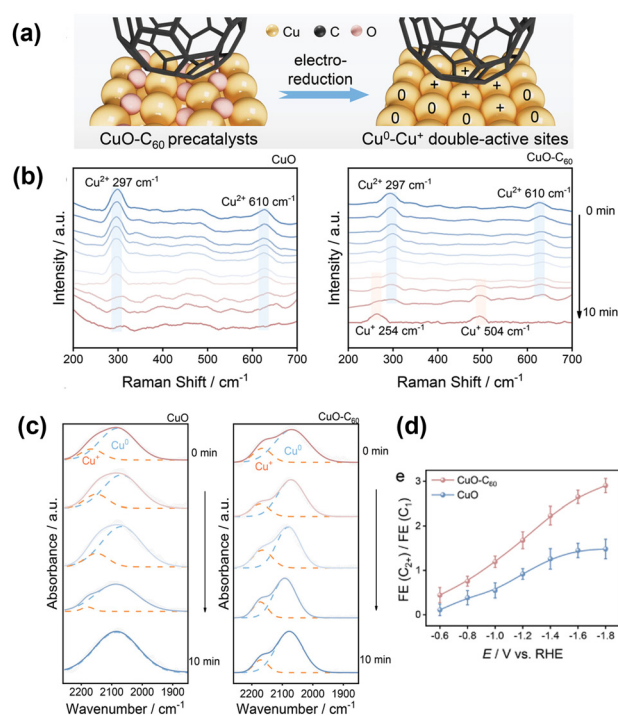 (a)
Cu C O
electro-
reduction
+ + + + +
0 0 0 0 0
CuO-C₆₀ precatalysts
Cu⁰-Cu⁺ double-active sites
(b)
CuO
Cu²⁺ 297 cm⁻¹
Cu²⁺ 610 cm⁻¹
Intensity / a.u.
200 300 400 500 600 700
Raman Shift / cm⁻¹
CuO-C₆₀
Cu²⁺ 297 cm⁻¹
Cu²⁺ 610 cm⁻¹
0 min
10 min
Cu⁺ 254 cm⁻¹
Cu⁺ 504 cm⁻¹
Intensity / a.u.
200 300 400 500 600 700
Raman Shift / cm⁻¹
(c)
CuO
Cu⁰
Cu⁺
0 min
10 min
Absorbance / a.u.
2200 2100 2000 1900
Wavenumber / cm⁻¹
CuO-C₆₀
Cu⁰
Cu⁺
0 min
10 min
Absorbance / a.u.
2200 2100 2000 1900
Wavenumber / cm⁻¹
(d)
e
CuO-C₆₀
CuO
FE (C₂₊) / FE (C₁)
3
2
1
0
-0.6 -0.8 -1.0 -1.2 -1.4 -1.6 -1.8
E / V vs. RHE